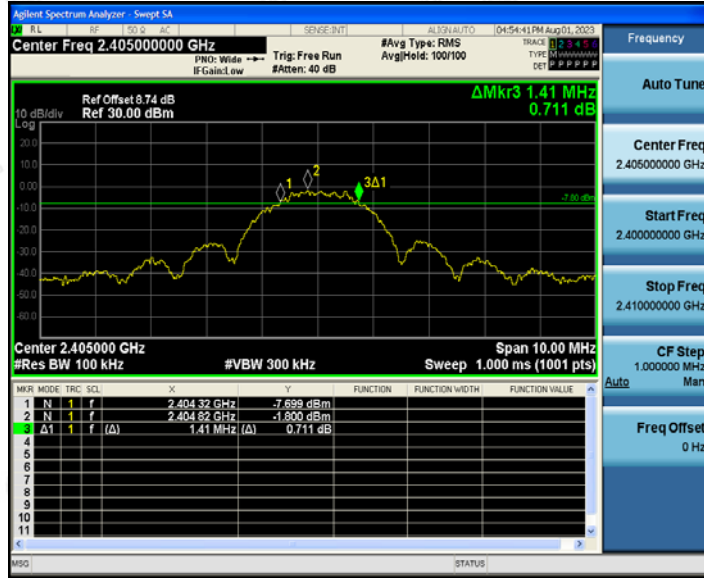 Agilent Spectrum Analyzer - Swept SA
RL RF 50 Ω AC SENSE:INT ALIGN AUTO 04:54:41 PM Aug 01, 2023
Center Freq 2.405000000 GHz
PNO: Wide
IFGain:Low
Trig: Free Run
#Atten: 40 dB
#Avg Type: RMS
Avg|Hold: 100/100
TRACE 1 2 3 4 5 6
TYPE M W W W W W
DET P P P P P P
Ref Offset 8.74 dB
10 dB/div Ref 30.00 dBm
Log
ΔMkr3 1.41 MHz
0.711 dB
20.0
10.0
0.00
-10.0
-20.0
-30.0
-40.0
-50.0
-60.0
1
2
3Δ1
-7.80 dBm
Center 2.405000 GHz Span 10.00 MHz
#Res BW 100 kHz #VBW 300 kHz Sweep 1.000 ms (1001 pts)
MKR MODE TRC SCL X Y FUNCTION FUNCTION WIDTH FUNCTION VALUE
1 N 1 f 2.404 32 GHz -7.699 dBm
2 N 1 f 2.404 82 GHz -1.800 dBm
3 Δ1 1 f (Δ) 1.41 MHz (Δ) 0.711 dB
4
5
6
7
8
9
10
11
MSG STATUS
Frequency
Auto Tune
Center Freq
2.405000000 GHz
Start Freq
2.400000000 GHz
Stop Freq
2.410000000 GHz
CF Step
1.000000 MHz
Auto Man
Freq Offset
0 Hz